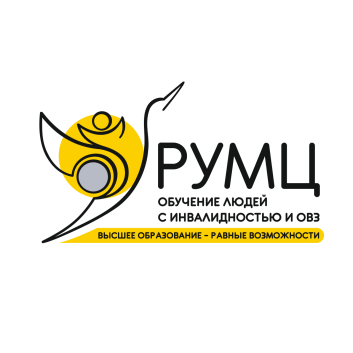 РУМЦ
ОБУЧЕНИЕ ЛЮДЕЙ
С ИНВАЛИДНОСТЬЮ И ОВЗ
ВЫСШЕЕ ОБРАЗОВАНИЕ – РАВНЫЕ ВОЗМОЖНОСТИ